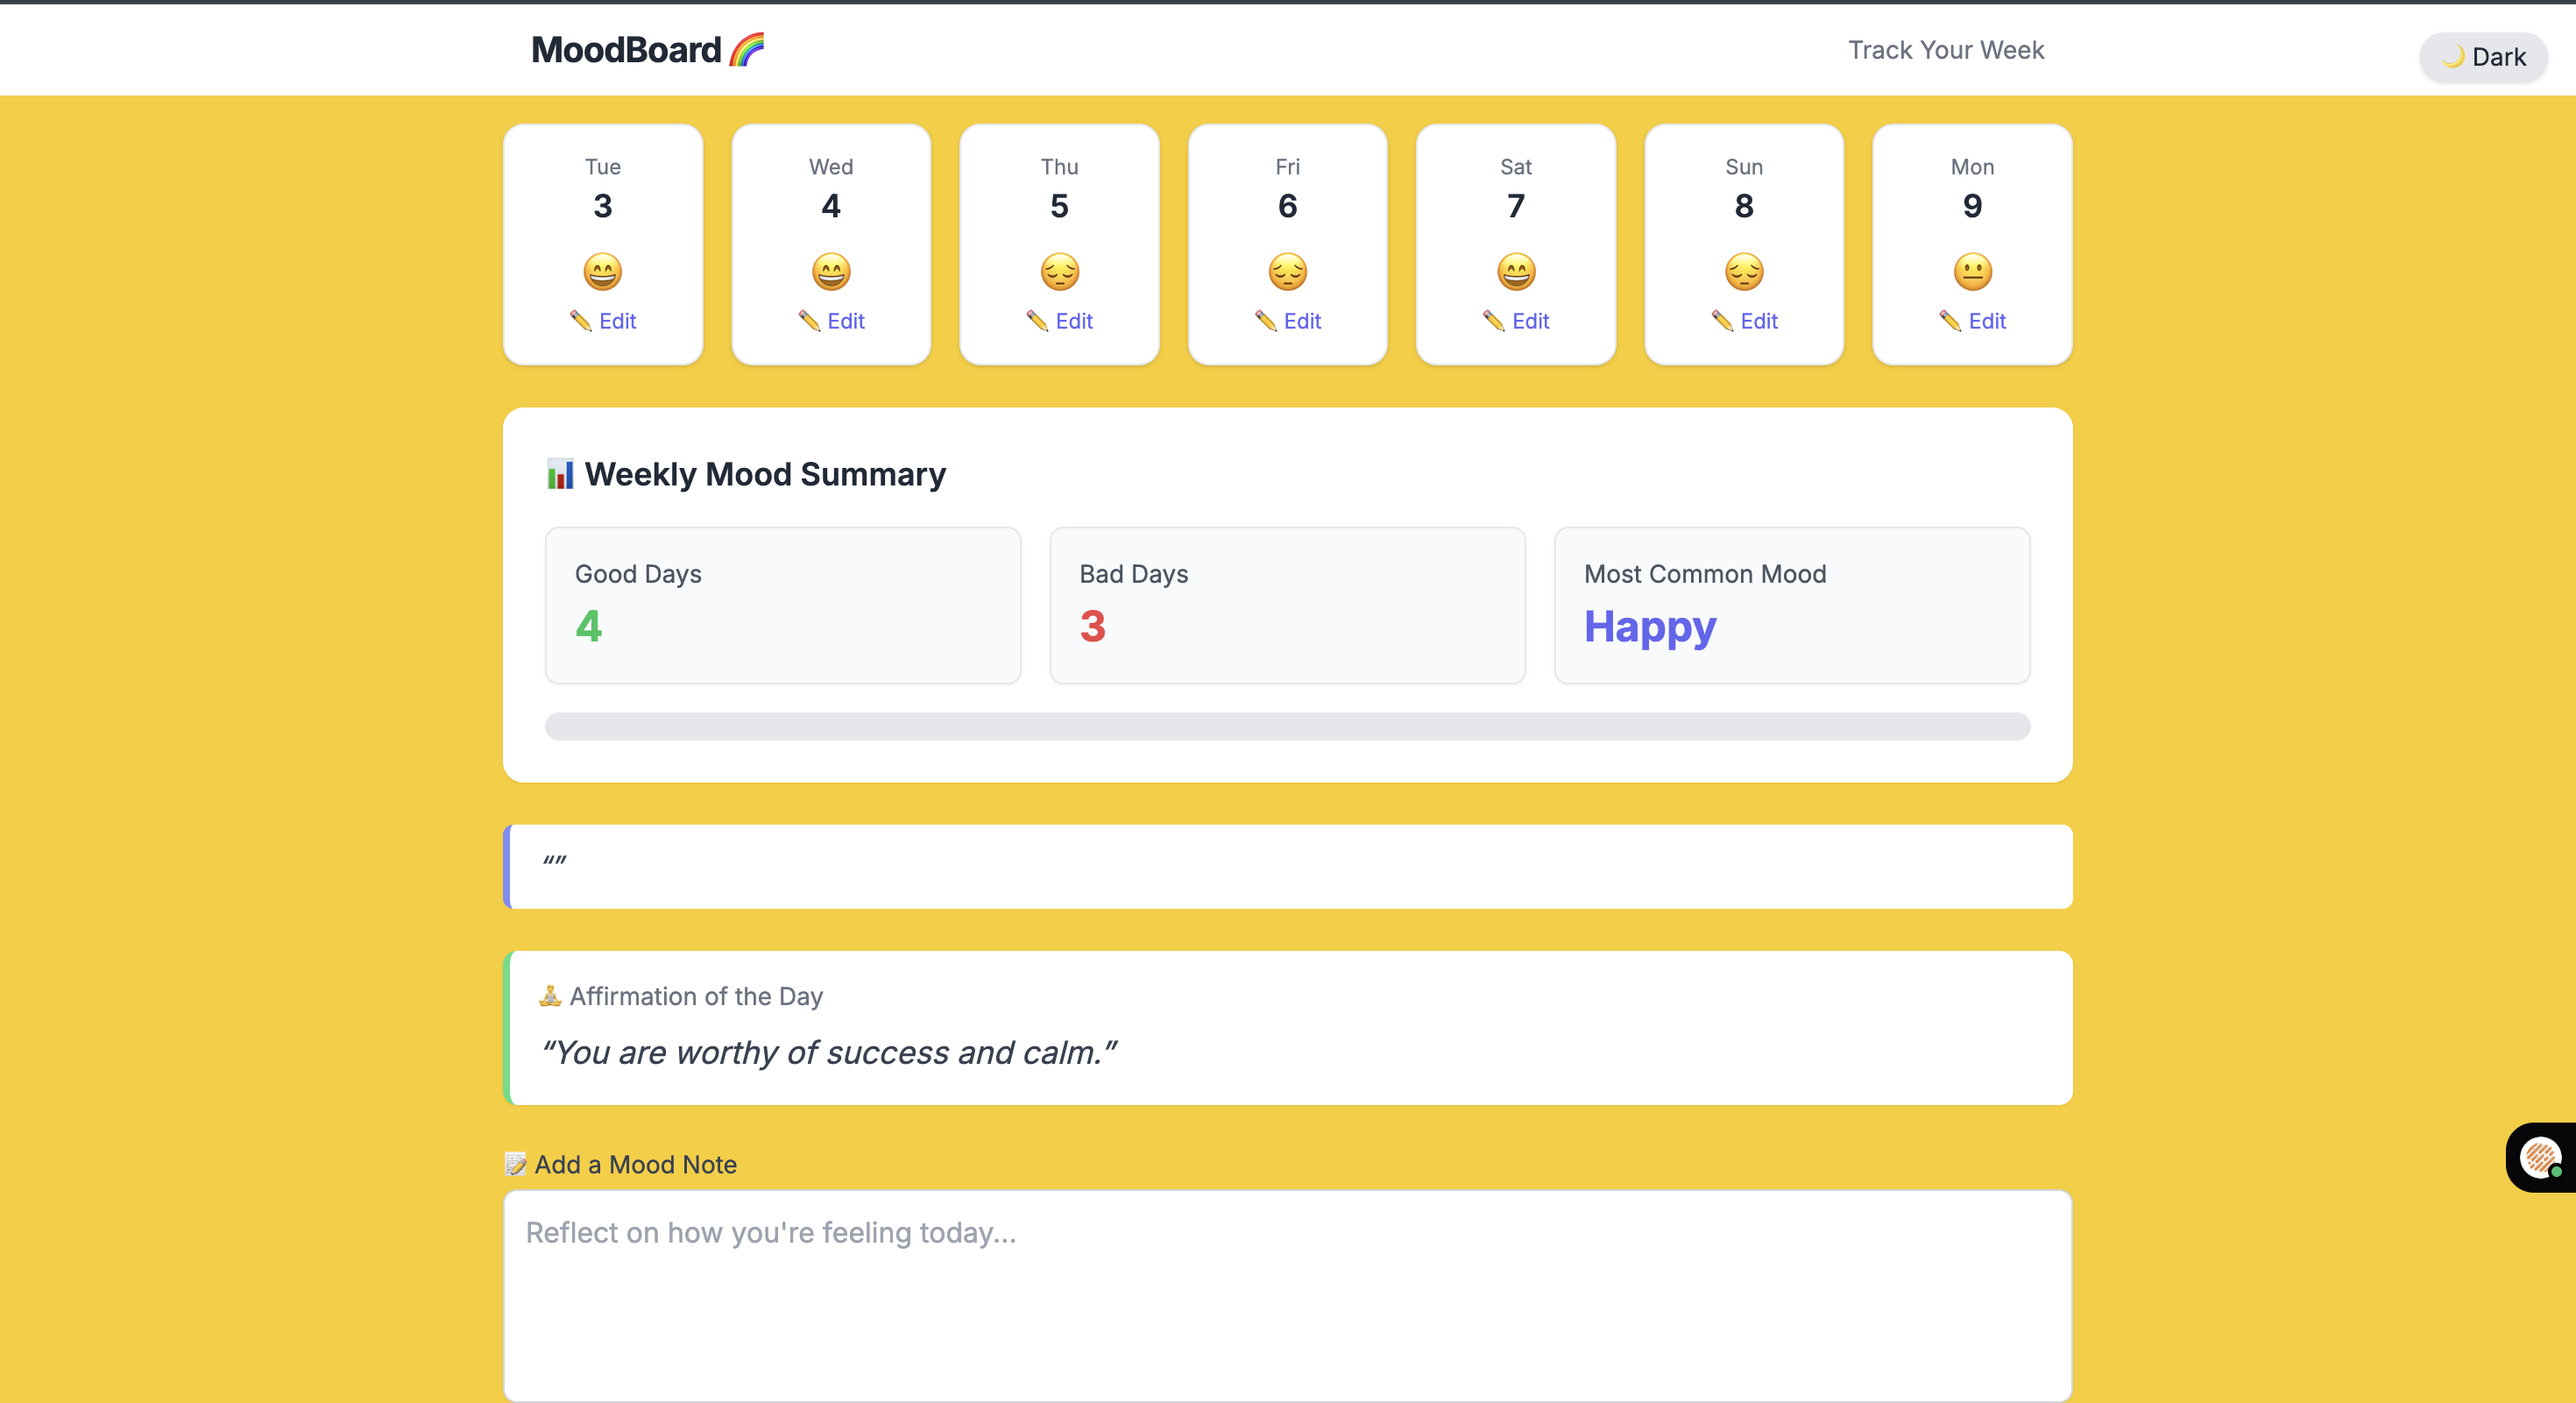 MoodBoard 🌈
Track Your Week
🌙 Dark
Tue
3
😄
✏️ Edit
Wed
4
😄
✏️ Edit
Thu
5
😔
✏️ Edit
Fri
6
😔
✏️ Edit
Sat
7
😄
✏️ Edit
Sun
8
😔
✏️ Edit
Mon
9
😐
✏️ Edit
📊 Weekly Mood Summary
Good Days
4
Bad Days
3
Most Common Mood
Happy
“”
🧘 Affirmation of the Day
“You are worthy of success and calm.”
📝 Add a Mood Note
Reflect on how you're feeling today...